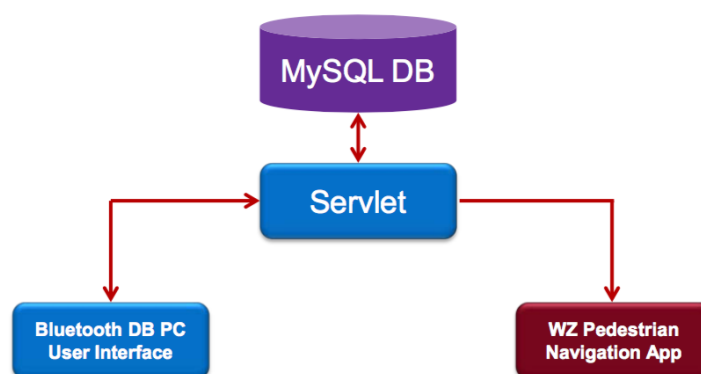 MySQL DB
Servlet
Bluetooth DB PC
User Interface
WZ Pedestrian
Navigation App